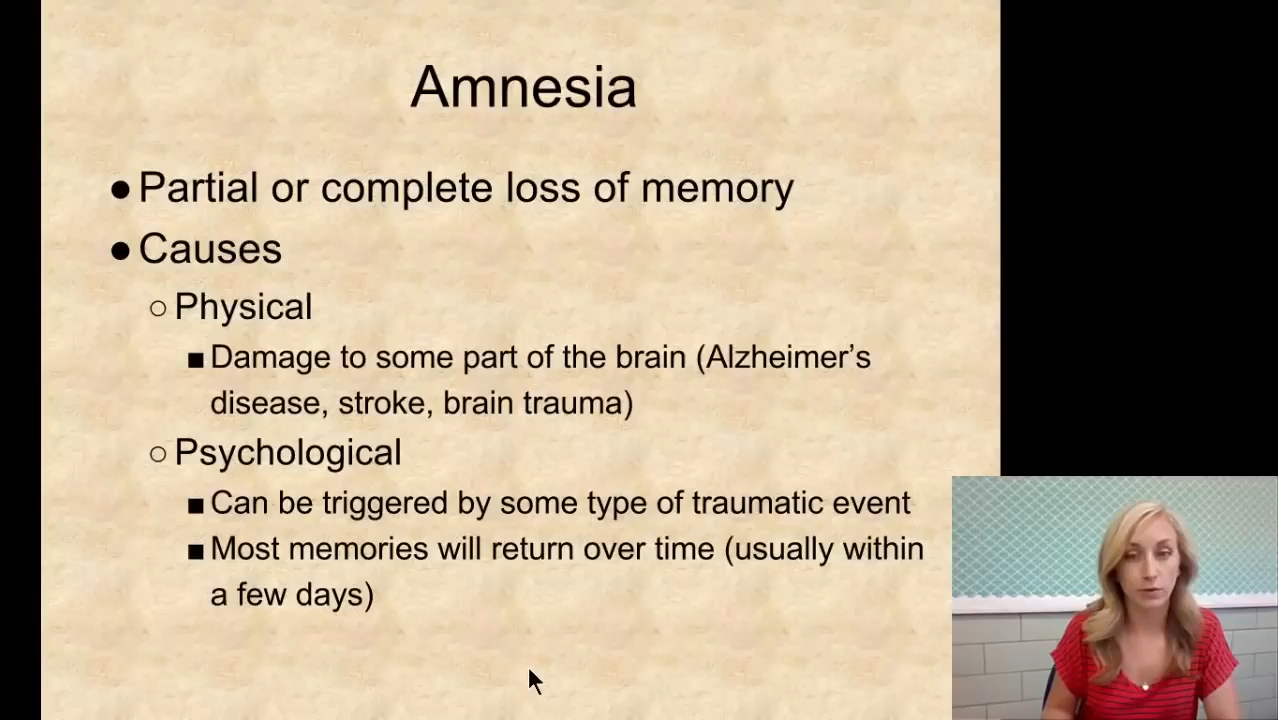 Amnesia
● Partial or complete loss of memory
● Causes
○ Physical
■ Damage to some part of the brain (Alzheimer’s
disease, stroke, brain trauma)
○ Psychological
■ Can be triggered by some type of traumatic event
■ Most memories will return over time (usually within
a few days)